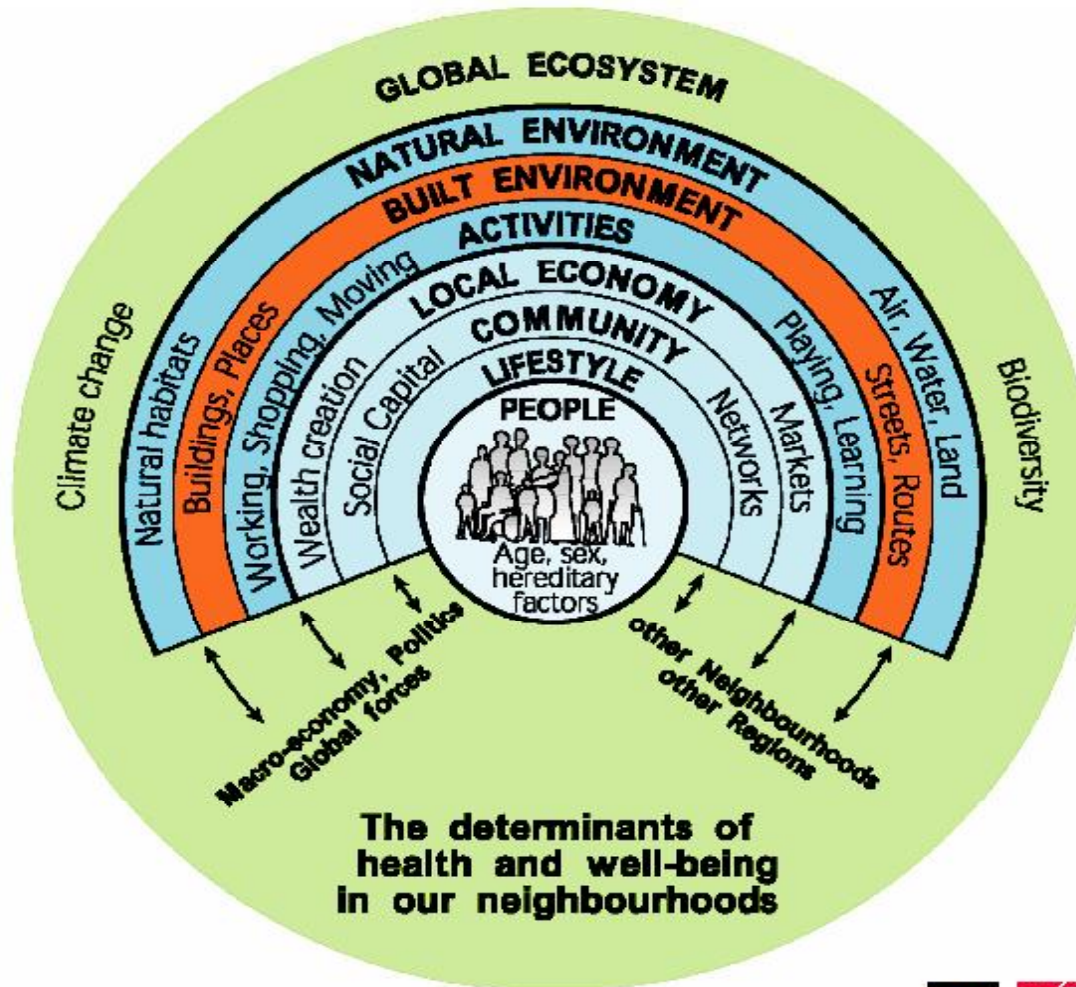 GLOBAL ECOSYSTEM
NATURAL ENVIRONMENT
BUILT ENVIRONMENT
ACTIVITIES
LOCAL ECONOMY
COMMUNITY
LIFESTYLE
PEOPLE
Age, sex,
hereditary
factors
Climate change
Natural habitats
Buildings, Places
Working, Shopping, Moving
Wealth creation
Social Capital
Networks
Markets
Playing, Learning
Streets, Routes
Air, Water, Land
Biodiversity
Macro-economy, Politics
Global forces
other Neighbourhoods
other Regions
The determinants of
health and well-being
in our neighbourhoods